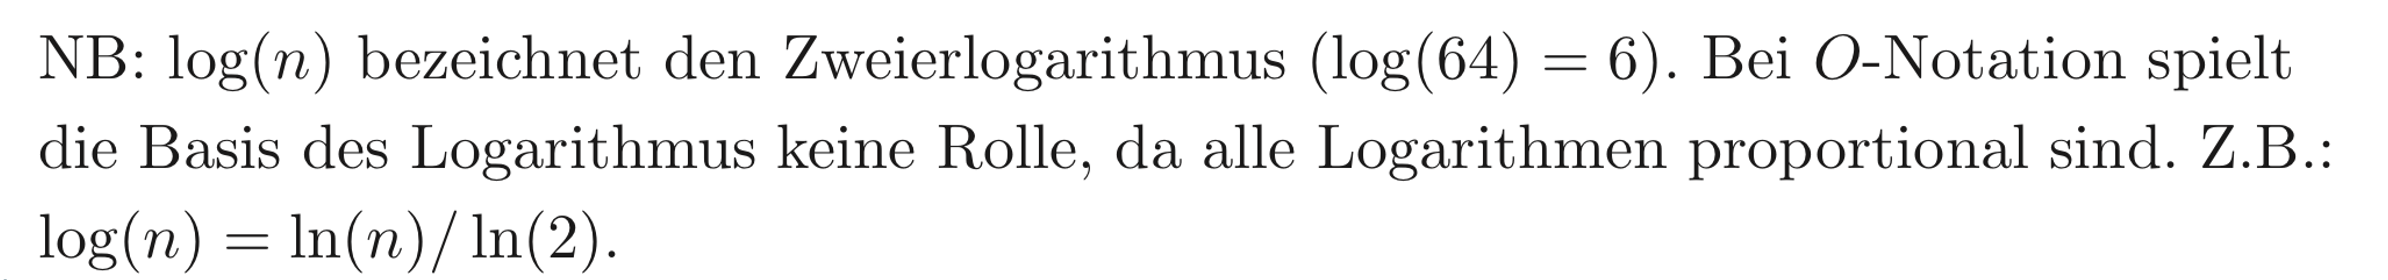 NB: log(n) bezeichnet den Zweierlogarithmus (log(64) = 6). Bei O-Notation spielt
die Basis des Logarithmus keine Rolle, da alle Logarithmen proportional sind. Z.B.:
log(n) = ln(n)/ ln(2).